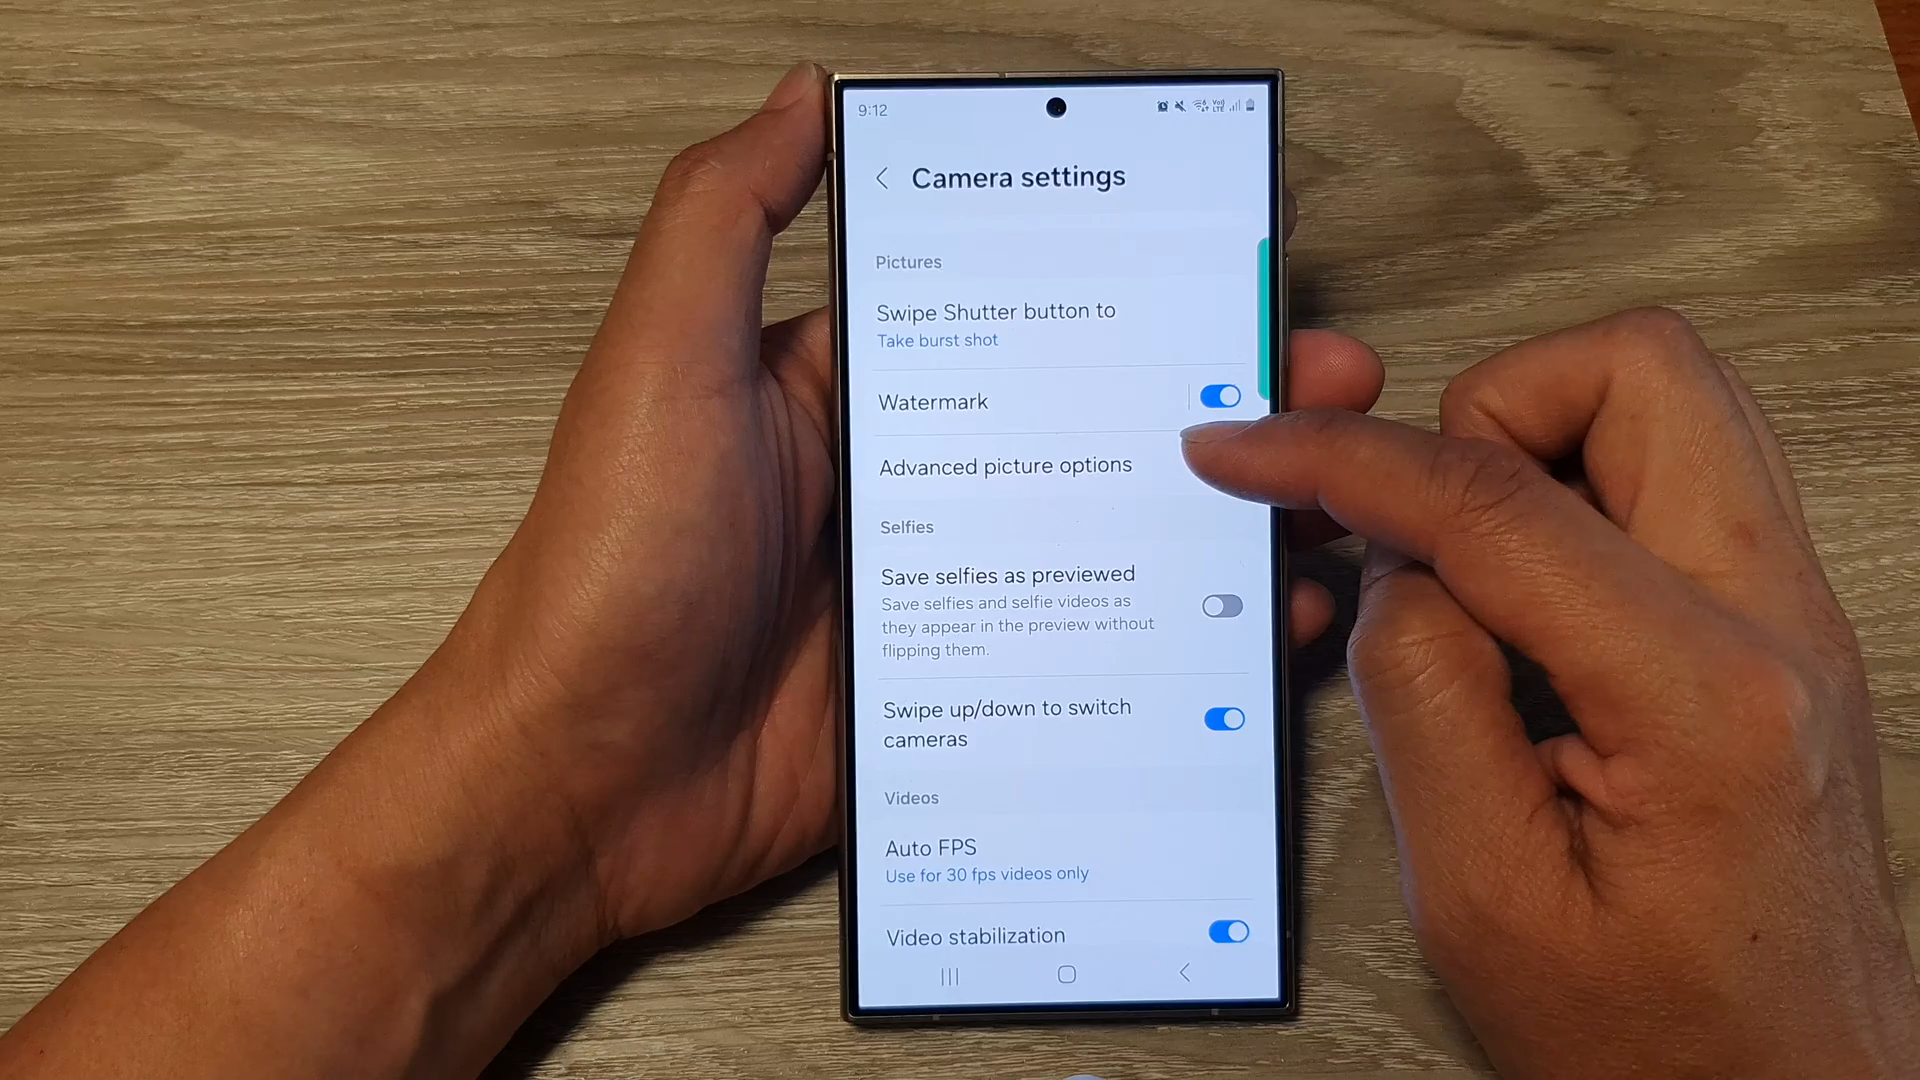 9:12
Vo)
LTE
Camera settings
Pictures
Swipe Shutter button to
Take burst shot
Watermark
Advanced picture options
Selfies
Save selfies as previewed
Save selfies and selfie videos as
they appear in the preview without
flipping them.
Swipe up/down to switch
cameras
Videos
Auto FPS
Use for 30 fps videos only
Video stabilization